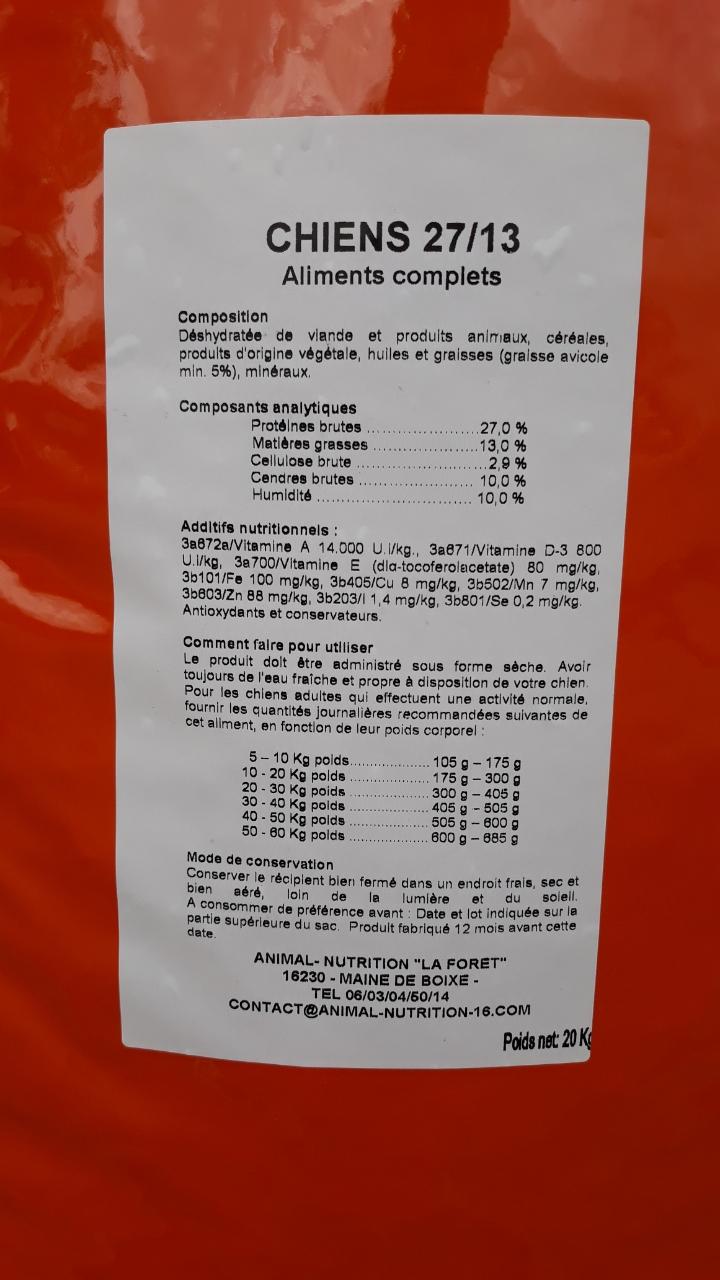 CHIENS 27/13
Aliments complets
Composition
Déshydratée de viande et produits animaux, céréales,
produits d'origine végétale, huiles et graisses (graisse avicole
min. 5%), minéraux.
Composants analytiques
Protéines brutes ....................... 27,0 %
Matières grasses ..................... 13,0 %
Cellulose brute ......................... 2,9 %
Cendres brutes ....................... 10,0 %
Humidité ................................ 10,0 %
Additifs nutritionnels :
3a672a/Vitamine A 14.000 U.I/kg., 3a671/Vitamine D-3 800
U.I/kg, 3a700/Vitamine E (dla-tocoferolacetate) 80 mg/kg,
3b101/Fe 100 mg/kg, 3b405/Cu 8 mg/kg, 3b502/Mn 7 mg/kg,
3b603/Zn 88 mg/kg, 3b203/I 1,4 mg/kg, 3b801/Se 0,2 mg/kg.
Antioxydants et conservateurs.
Comment faire pour utiliser
Le produit doit être administré sous forme sèche. Avoir
toujours de l'eau fraîche et propre à disposition de votre chien.
Pour les chiens adultes qui effectuent une activité normale,
fournir les quantités journalières recommandées suivantes de
cet aliment, en fonction de leur poids corporel :
5 – 10 Kg poids.................. 105 g – 175 g
10 - 20 Kg poids .................. 175 g – 300 g
20 - 30 Kg poids .................. 300 g – 405 g
30 - 40 Kg poids .................. 405 g - 505 g
40 - 50 Kg poids .................. 505 g – 600 g
50 - 60 Kg poids .................. 600 g – 685 g
Mode de conservation
Conserver le récipient bien fermé dans un endroit frais, sec et
bien aéré, loin de la lumière et du soleil.
A consommer de préférence avant : Date et lot indiquée sur la
partie supérieure du sac. Produit fabriqué 12 mois avant cette
date.
ANIMAL- NUTRITION "LA FORET"
16230 - MAINE DE BOIXE -
TEL 06/03/04/50/14
CONTACT@ANIMAL-NUTRITION-16.COM
Poids net: 20 Kg